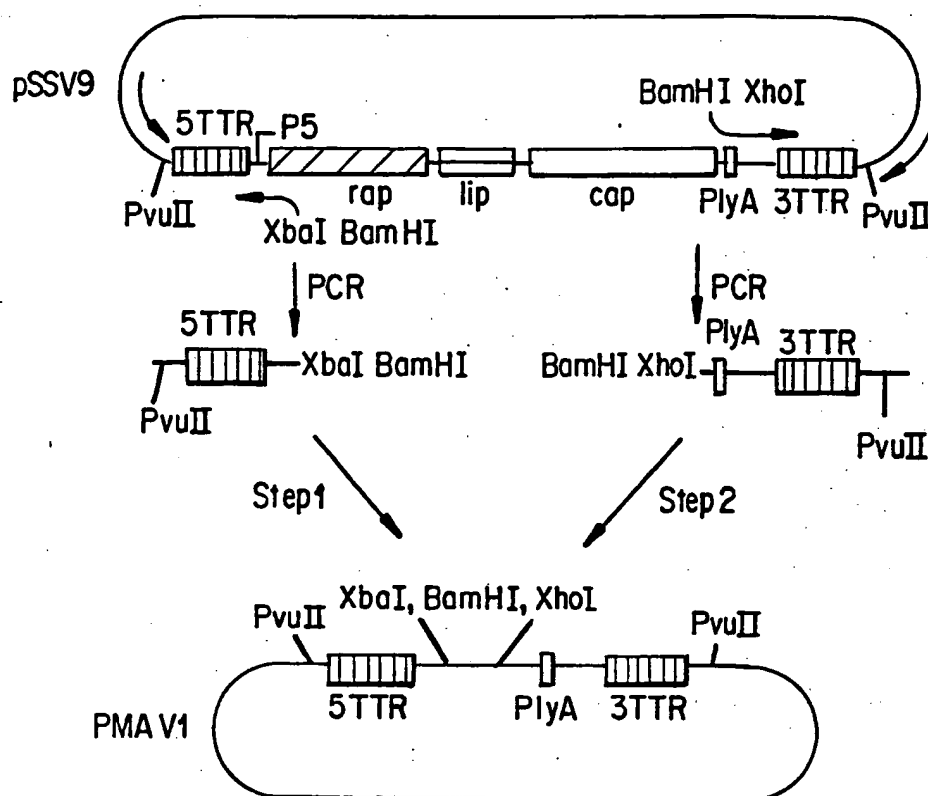 pSSV9
BamHI XhoI
5TTR
P5
rap
lip
cap
PlyA
3TTR
PvuII
PvuII
XbaI BamHI
PCR
PCR
5TTR
XbaI BamHI
PvuII
PlyA
3TTR
BamHI XhoI
PvuII
Step1
Step2
XbaI, BamHI, XhoI
PvuII
PvuII
5TTR
PlyA
3TTR
PMAV1